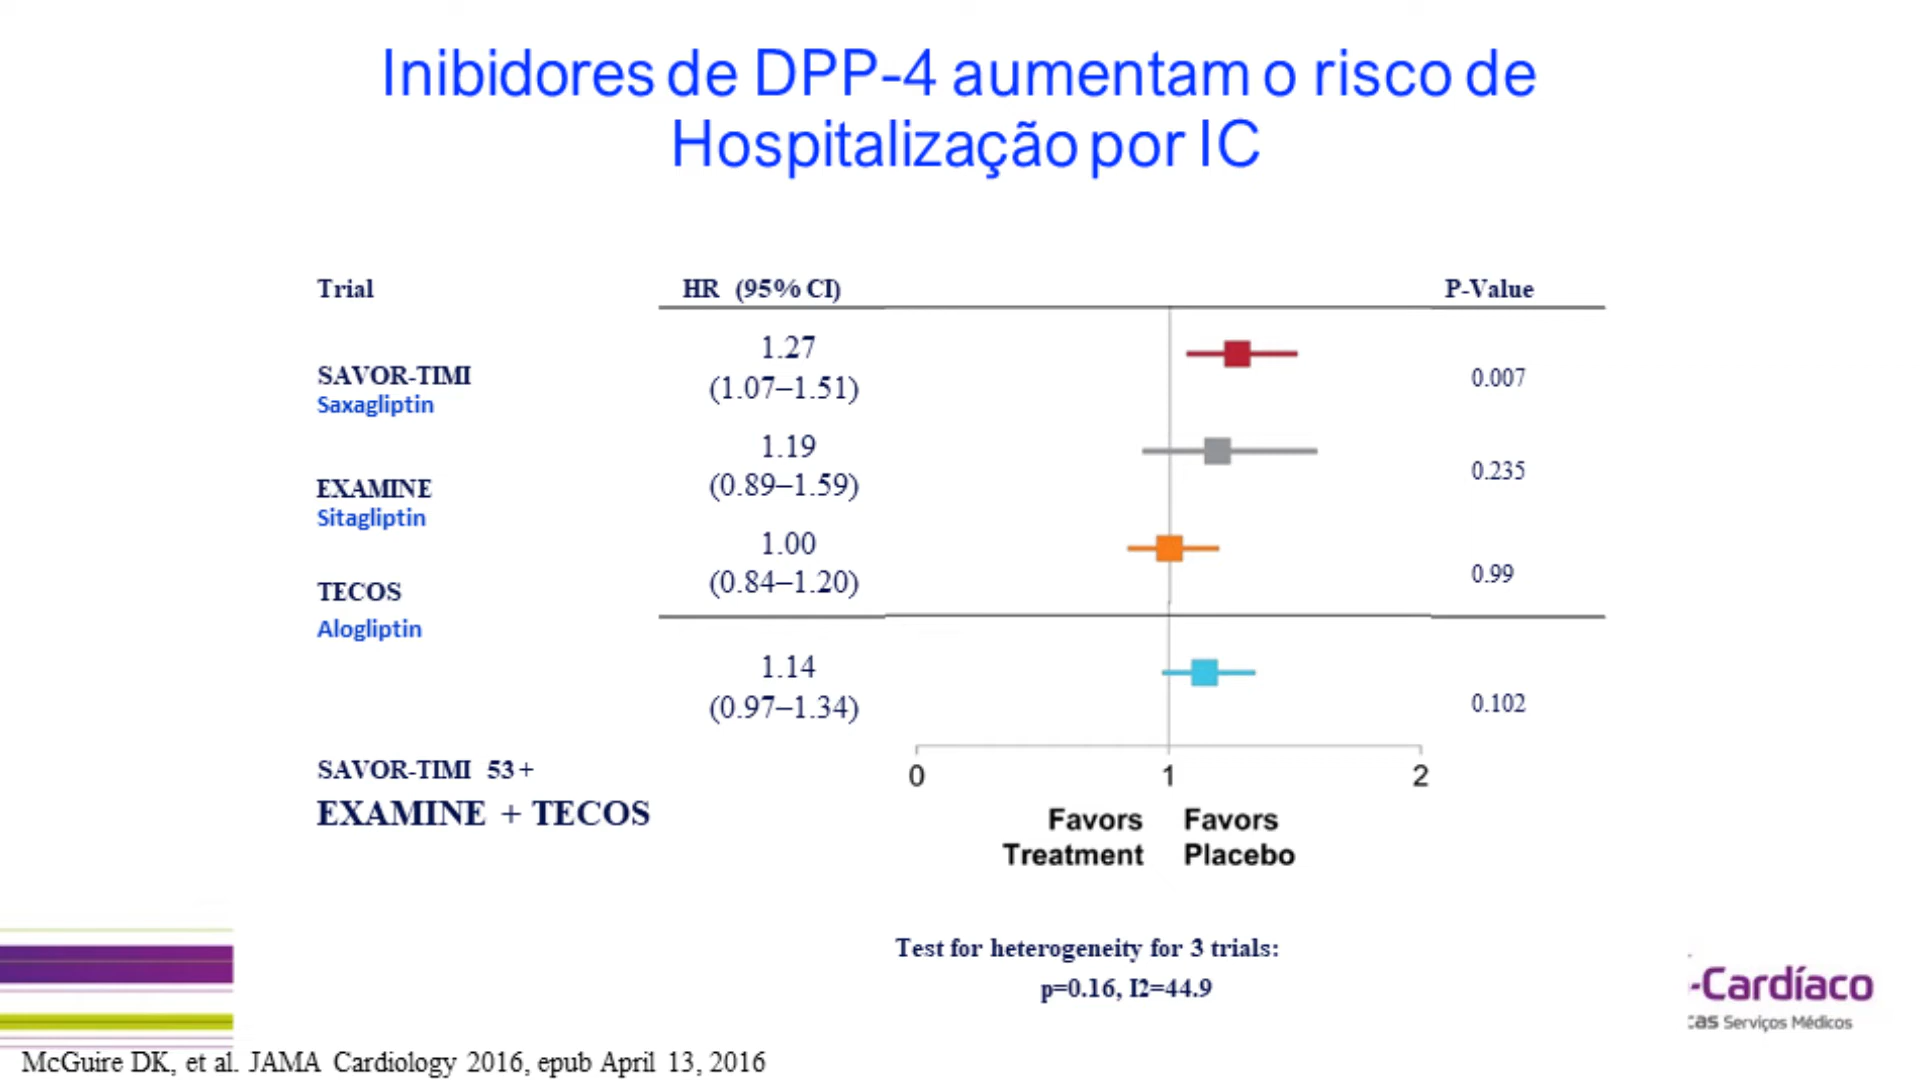 Inibidores de DPP-4 aumentam o risco de
Hospitalização por IC
Trial HR (95% CI) P-Value
SAVOR-TIMI
Saxagliptin
1.27
(1.07–1.51)
0.007
EXAMINE
Sitagliptin
1.19
(0.89–1.59)
0.235
TECOS
Alogliptin
1.00
(0.84–1.20)
0.99
SAVOR-TIMI 53 +
EXAMINE + TECOS
1.14
(0.97–1.34)
0.102
0 1 2
Favors Treatment
Favors Placebo
Test for heterogeneity for 3 trials:
p=0.16, I2=44.9
-Cardíaco
cas Serviços Médicos
McGuire DK, et al. JAMA Cardiology 2016, epub April 13, 2016